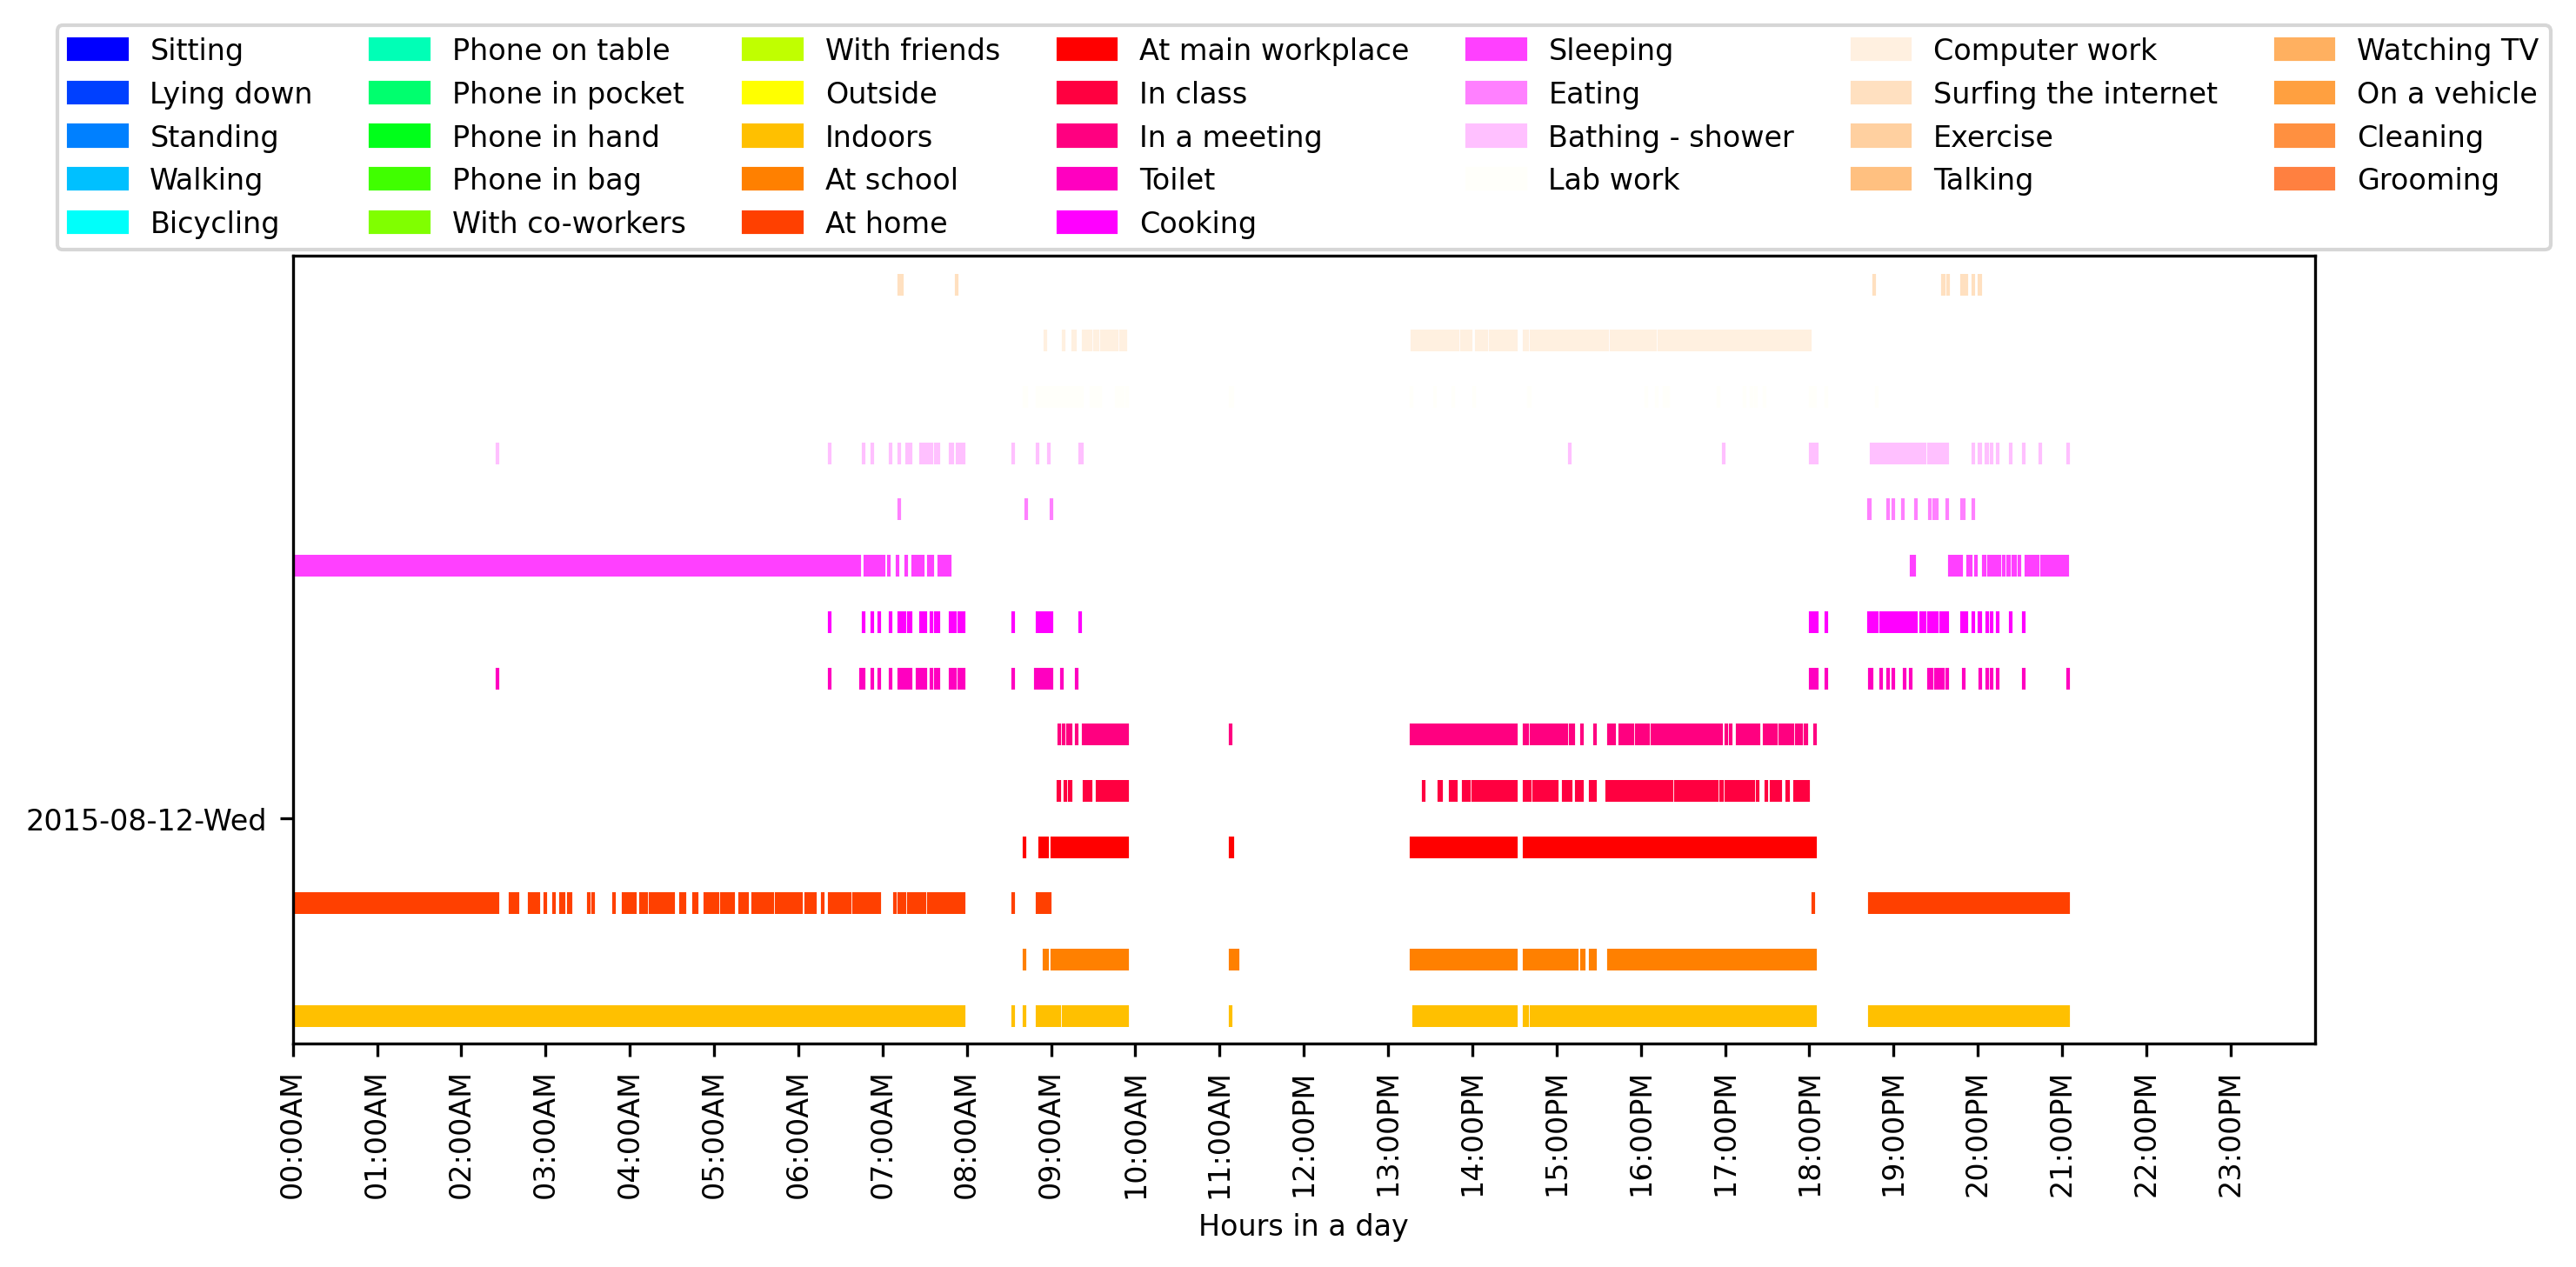 Sitting Phone on table With friends At main workplace Sleeping Computer work Watching TV
Lying down Phone in pocket Outside In class Eating Surfing the internet On a vehicle
Standing Phone in hand Indoors In a meeting Bathing - shower Exercise Cleaning
Walking Phone in bag At school Toilet Lab work Talking Grooming
Bicycling With co-workers At home Cooking
2015-08-12-Wed
00:00AM 01:00AM 02:00AM 03:00AM 04:00AM 05:00AM 06:00AM 07:00AM 08:00AM 09:00AM 10:00AM 11:00AM 12:00PM 13:00PM 14:00PM 15:00PM 16:00PM 17:00PM 18:00PM 19:00PM 20:00PM 21:00PM 22:00PM 23:00PM
Hours in a day